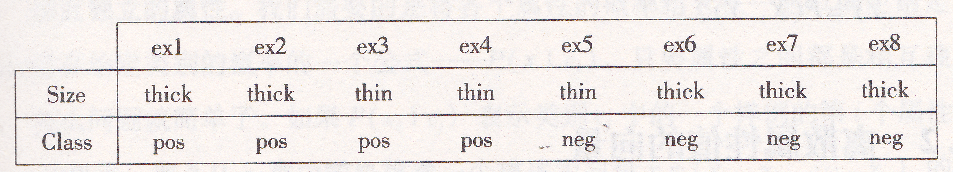 ex1 ex2 ex3 ex4 ex5 ex6 ex7 ex8
Size thick thick thin thin thin thick thick thick
Class pos pos pos pos neg neg neg neg